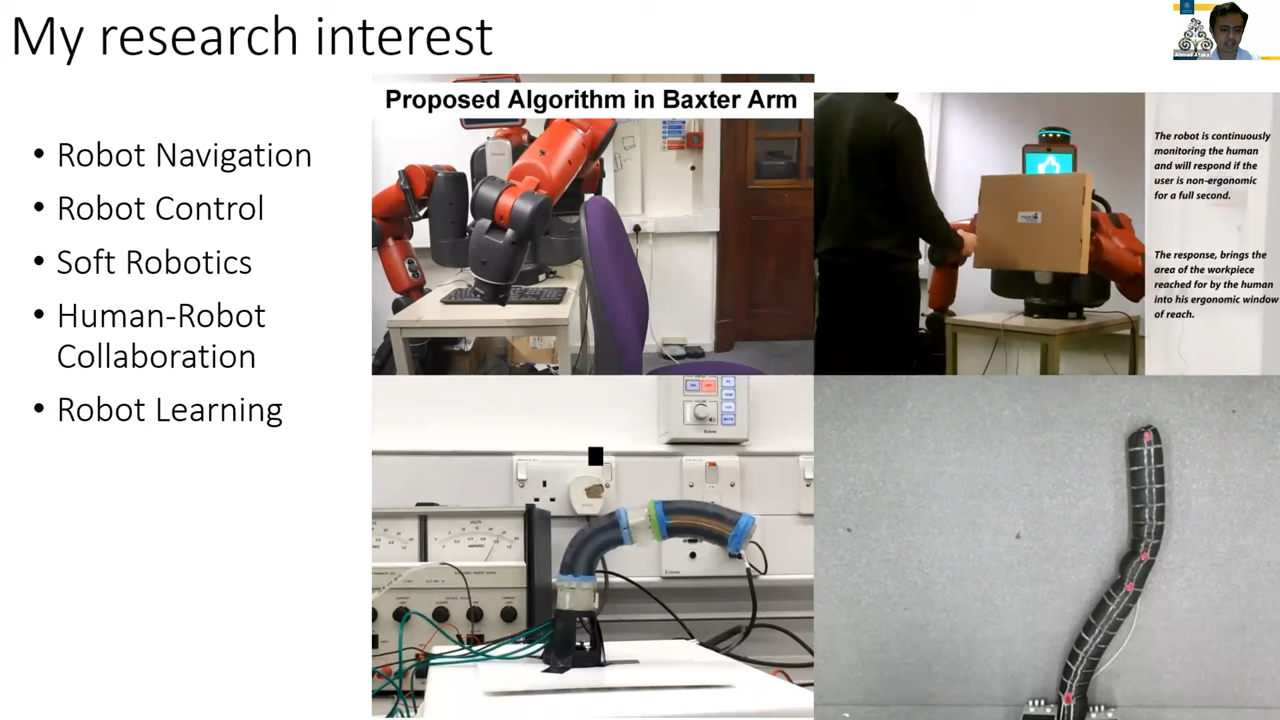 My research interest
Ahmad Ataka
• Robot Navigation
• Robot Control
• Soft Robotics
• Human-Robot
Collaboration
• Robot Learning
Proposed Algorithm in Baxter Arm
The robot is continuously
monitoring the human
and will respond if the
user is non-ergonomic
for a full second.
The response, brings the
area of the workpiece
reached for by the human
into his ergonomic window
of reach.
Extron